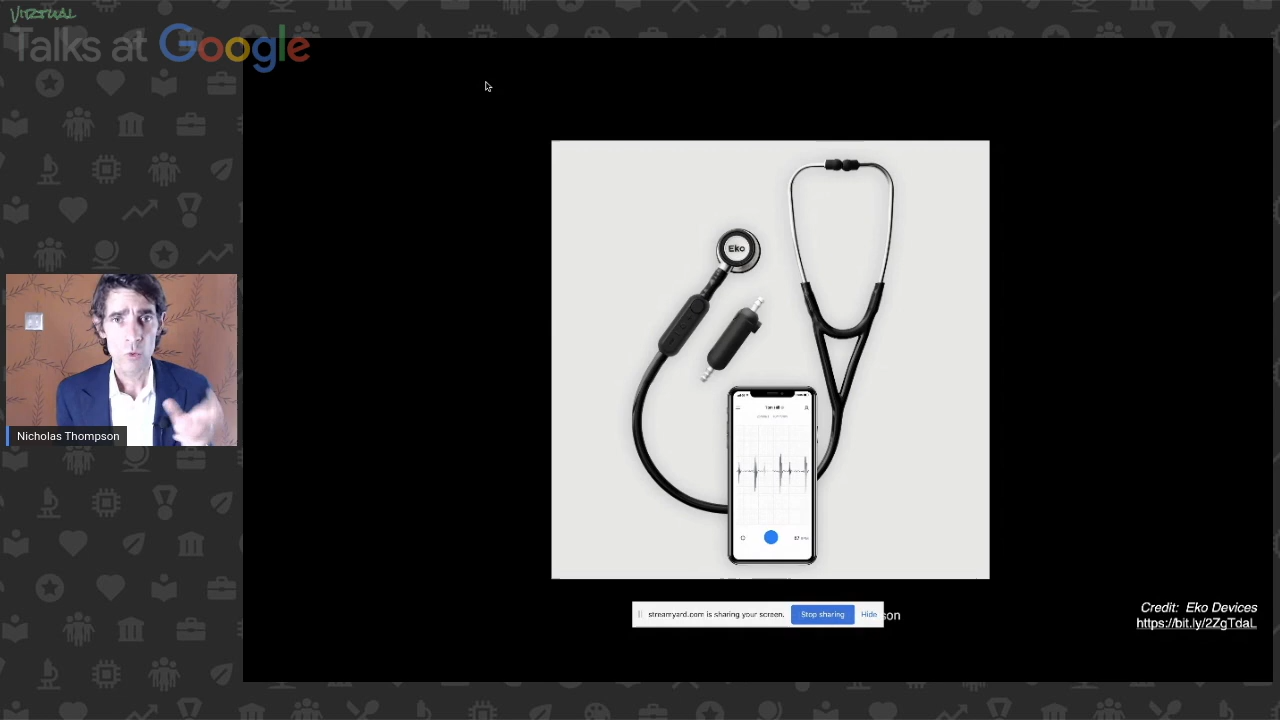 VIRTUAL
Talks at Google
Eko
Nicholas Thompson
streamyard.com is sharing your screen.
Stop sharing
Hide
son
Credit: Eko Devices
https://bit.ly/2ZgTdaL